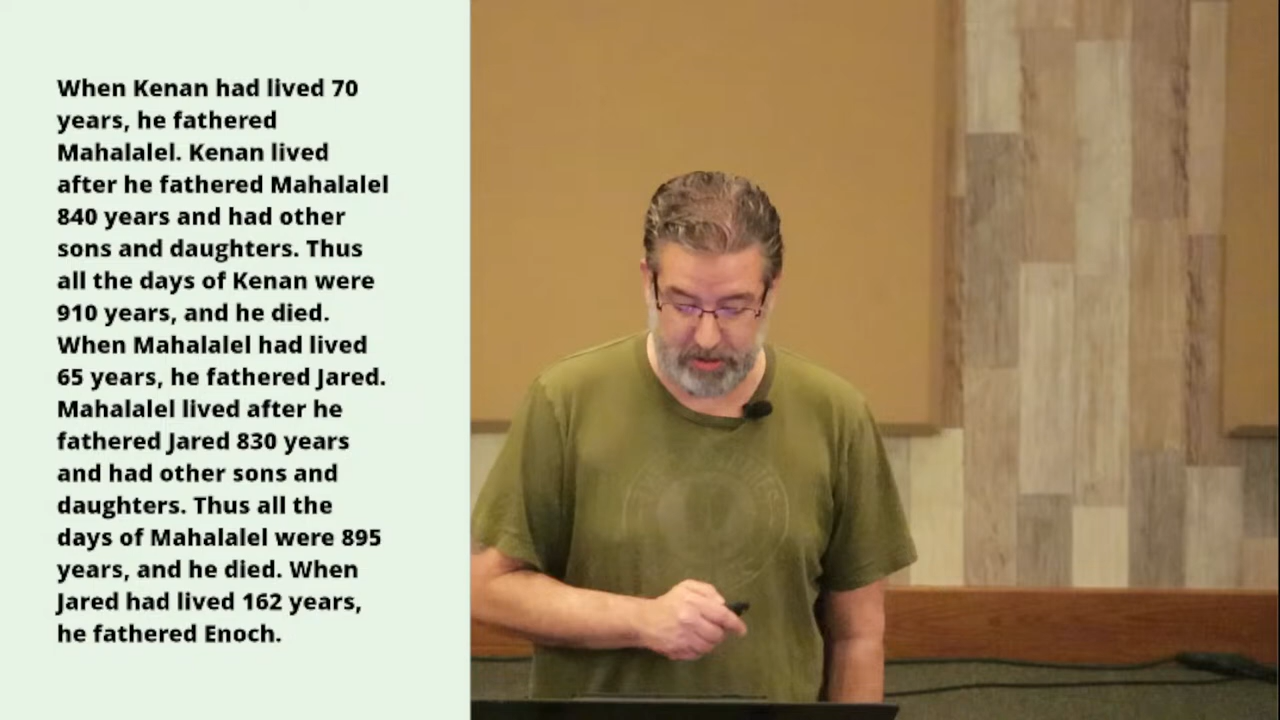 When Kenan had lived 70
years, he fathered
Mahalalel. Kenan lived
after he fathered Mahalalel
840 years and had other
sons and daughters. Thus
all the days of Kenan were
910 years, and he died.
When Mahalalel had lived
65 years, he fathered Jared.
Mahalalel lived after he
fathered Jared 830 years
and had other sons and
daughters. Thus all the
days of Mahalalel were 895
years, and he died. When
Jared had lived 162 years,
he fathered Enoch.